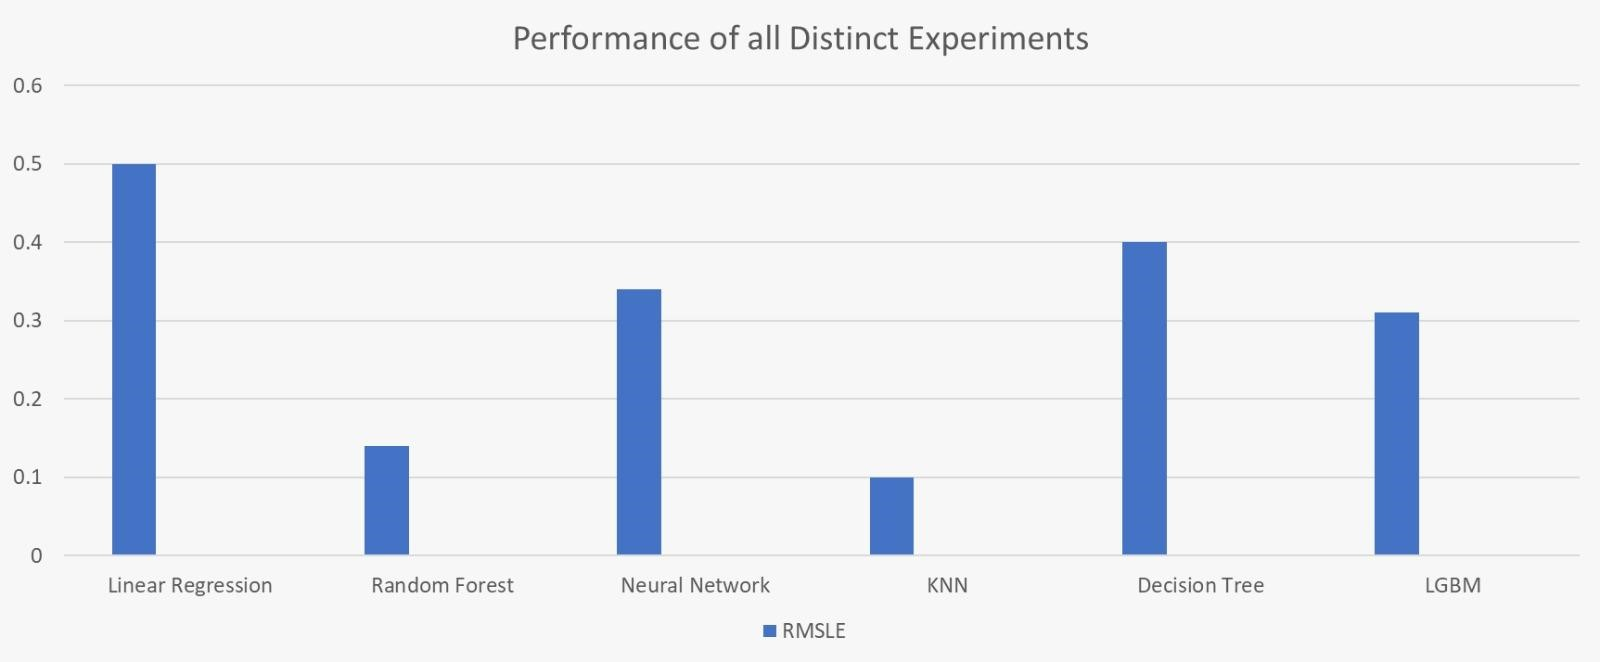 Performance of all Distinct Experiments
0.6
0.5
0.4
0.3
0.2
0.1
0
Linear Regression Random Forest Neural Network KNN Decision Tree LGBM
RMSLE